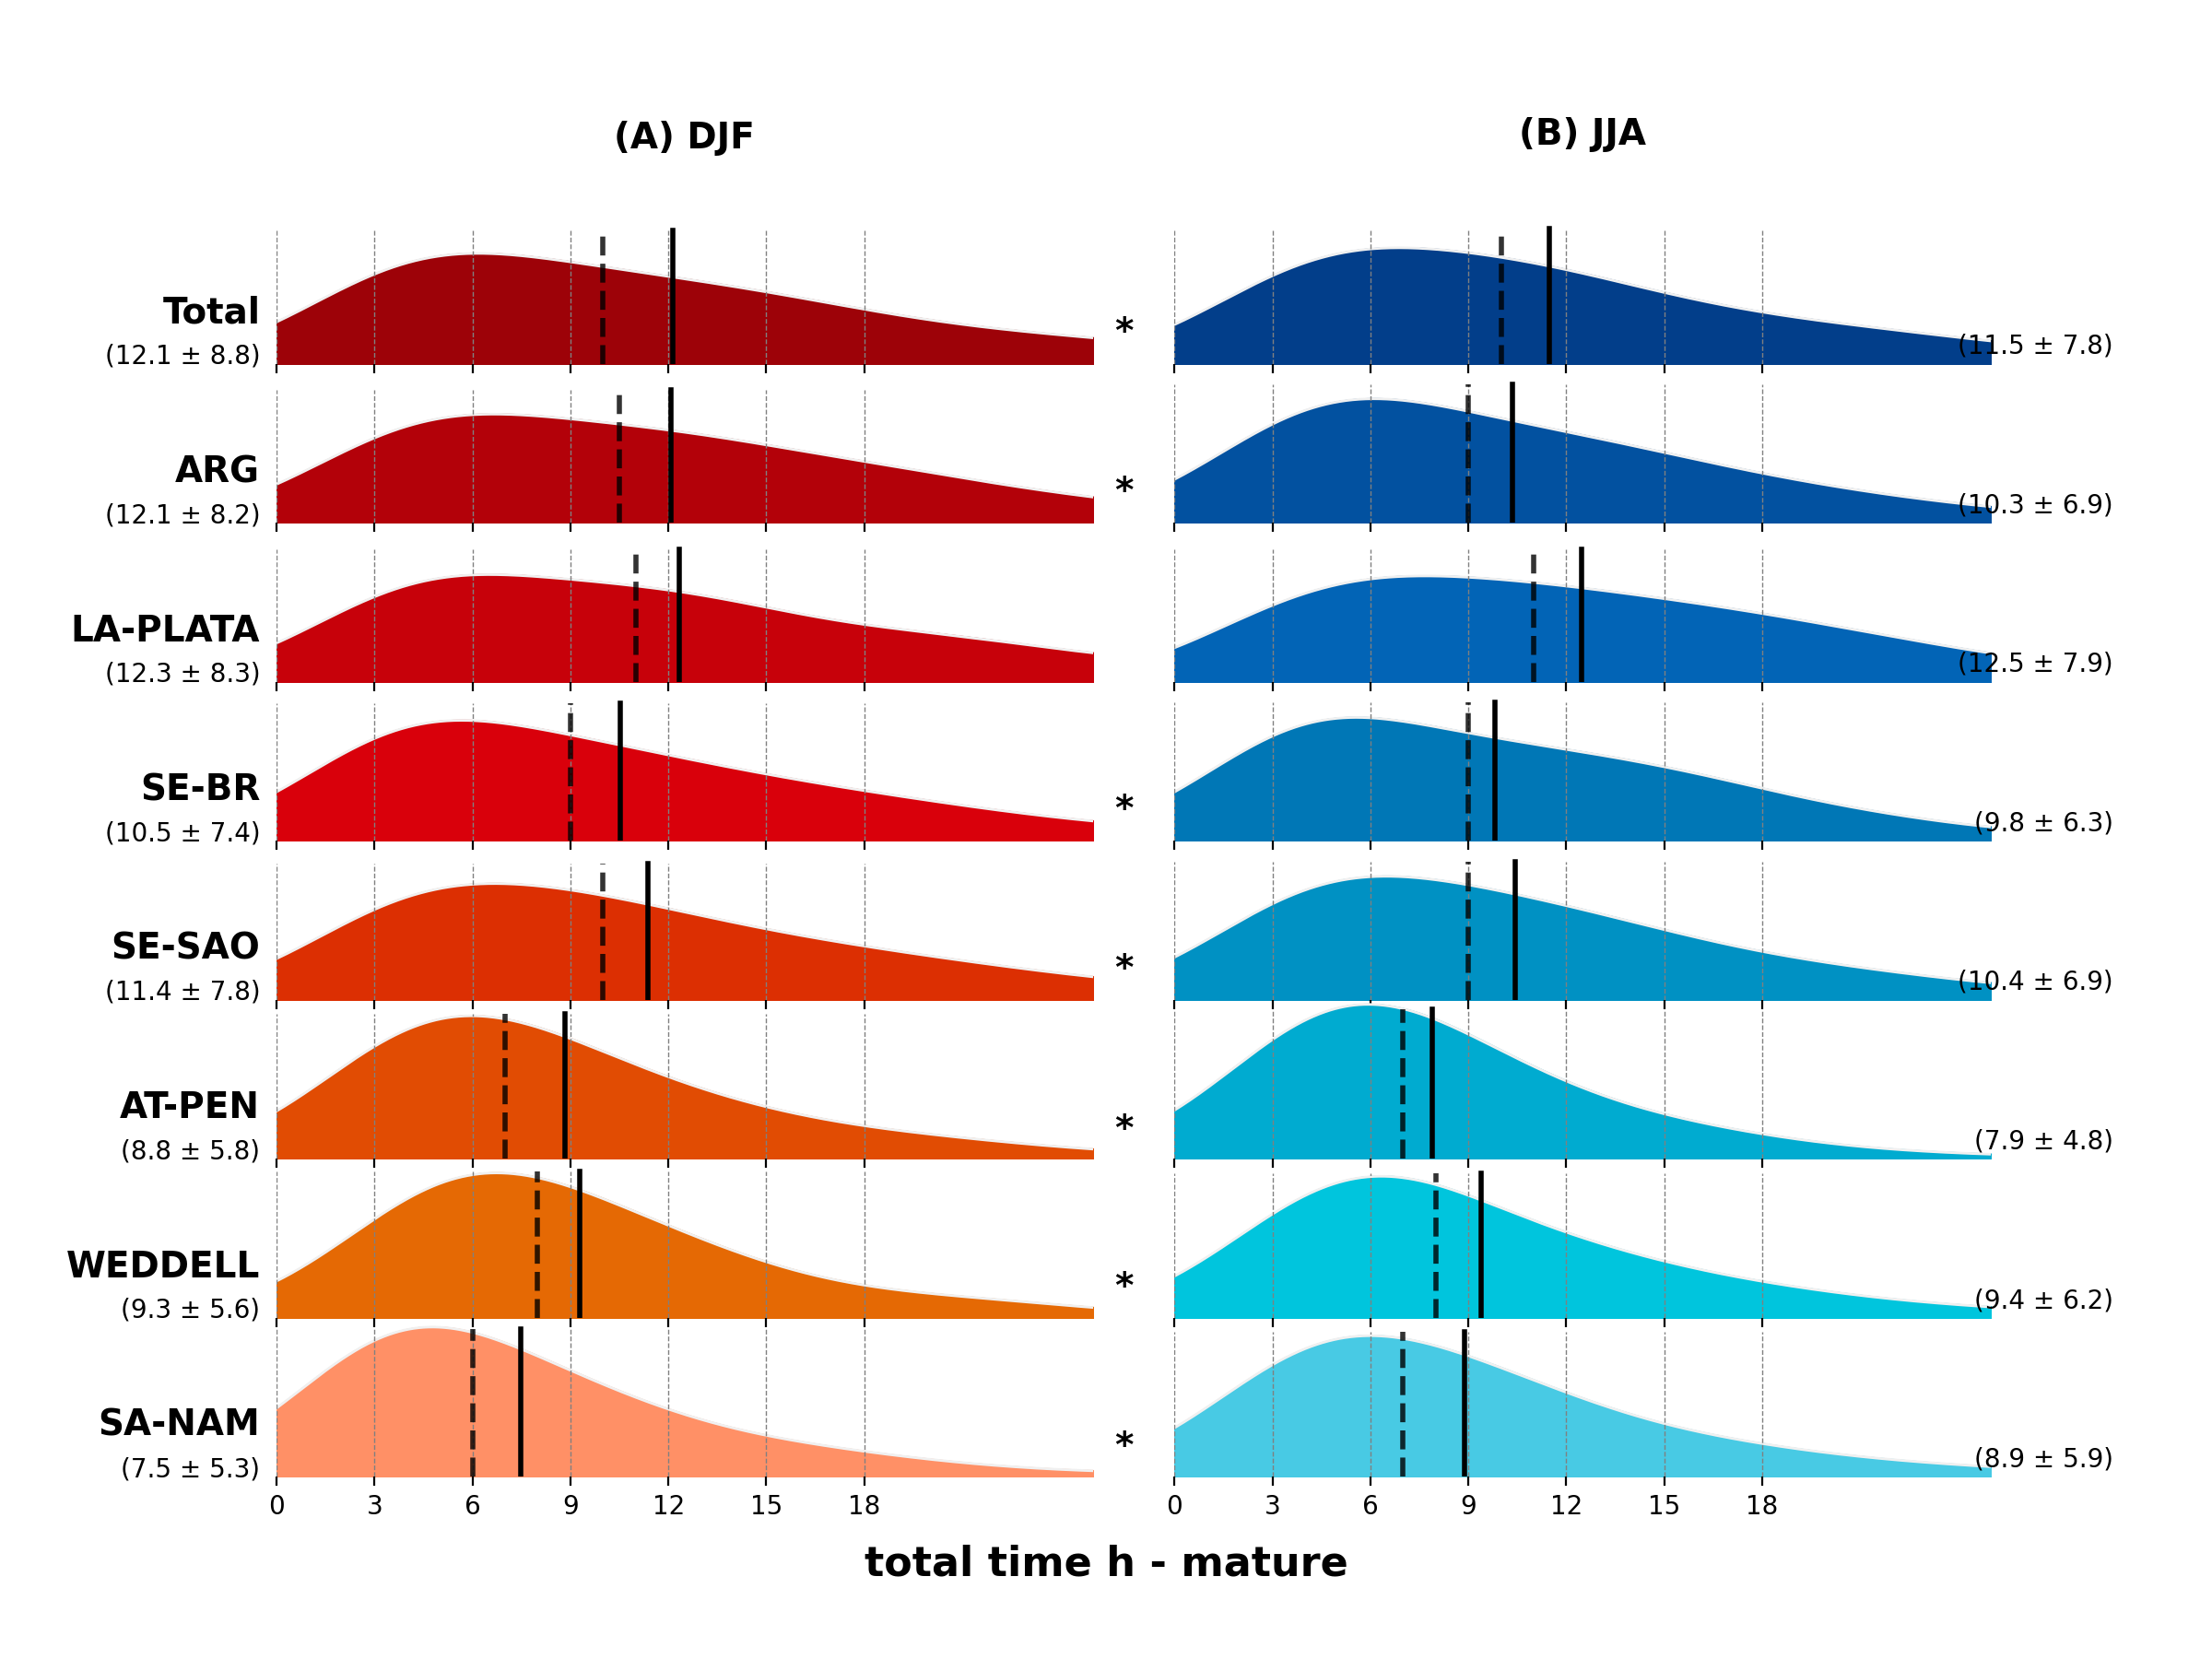 (A) DJF
(B) JJA
Total
(12.1 ± 8.8)
*
(11.5 ± 7.8)
ARG
(12.1 ± 8.2)
*
(10.3 ± 6.9)
LA-PLATA
(12.3 ± 8.3)
(12.5 ± 7.9)
SE-BR
(10.5 ± 7.4)
*
(9.8 ± 6.3)
SE-SAO
(11.4 ± 7.8)
*
(10.4 ± 6.9)
AT-PEN
(8.8 ± 5.8)
*
(7.9 ± 4.8)
WEDDELL
(9.3 ± 5.6)
*
(9.4 ± 6.2)
SA-NAM
(7.5 ± 5.3)
*
(8.9 ± 5.9)
0 3 6 9 12 15 18
0 3 6 9 12 15 18
total time h - mature